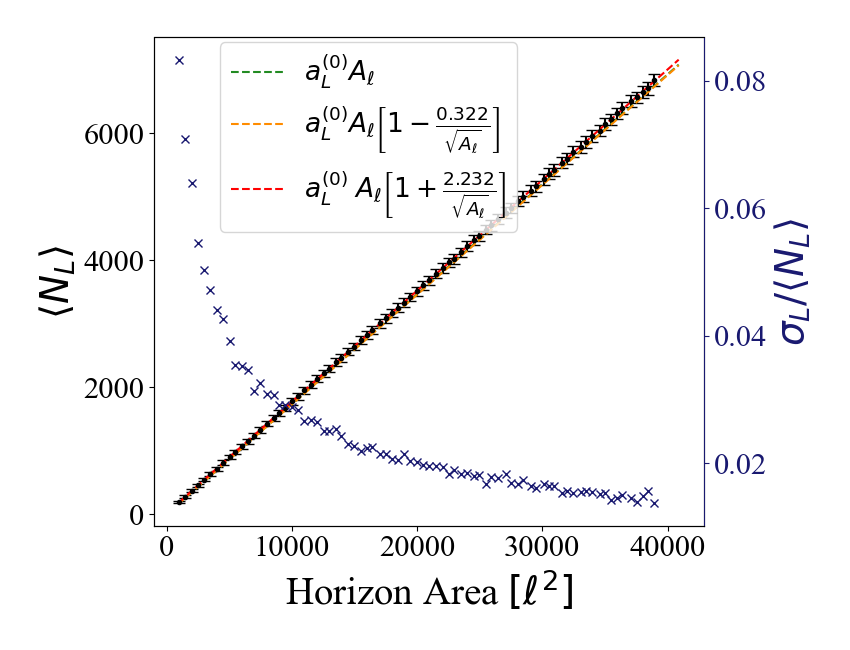 a_L^{(0)} A_ℓ
a_L^{(0)} A_ℓ [1 − 0.322/√A_ℓ]
a_L^{(0)} A_ℓ [1 + 2.232/√A_ℓ]
6000
4000
2000
0
⟨N_L⟩
0.08
0.06
0.04
0.02
σ_L/⟨N_L⟩
0 10000 20000 30000 40000
Horizon Area [ℓ²]